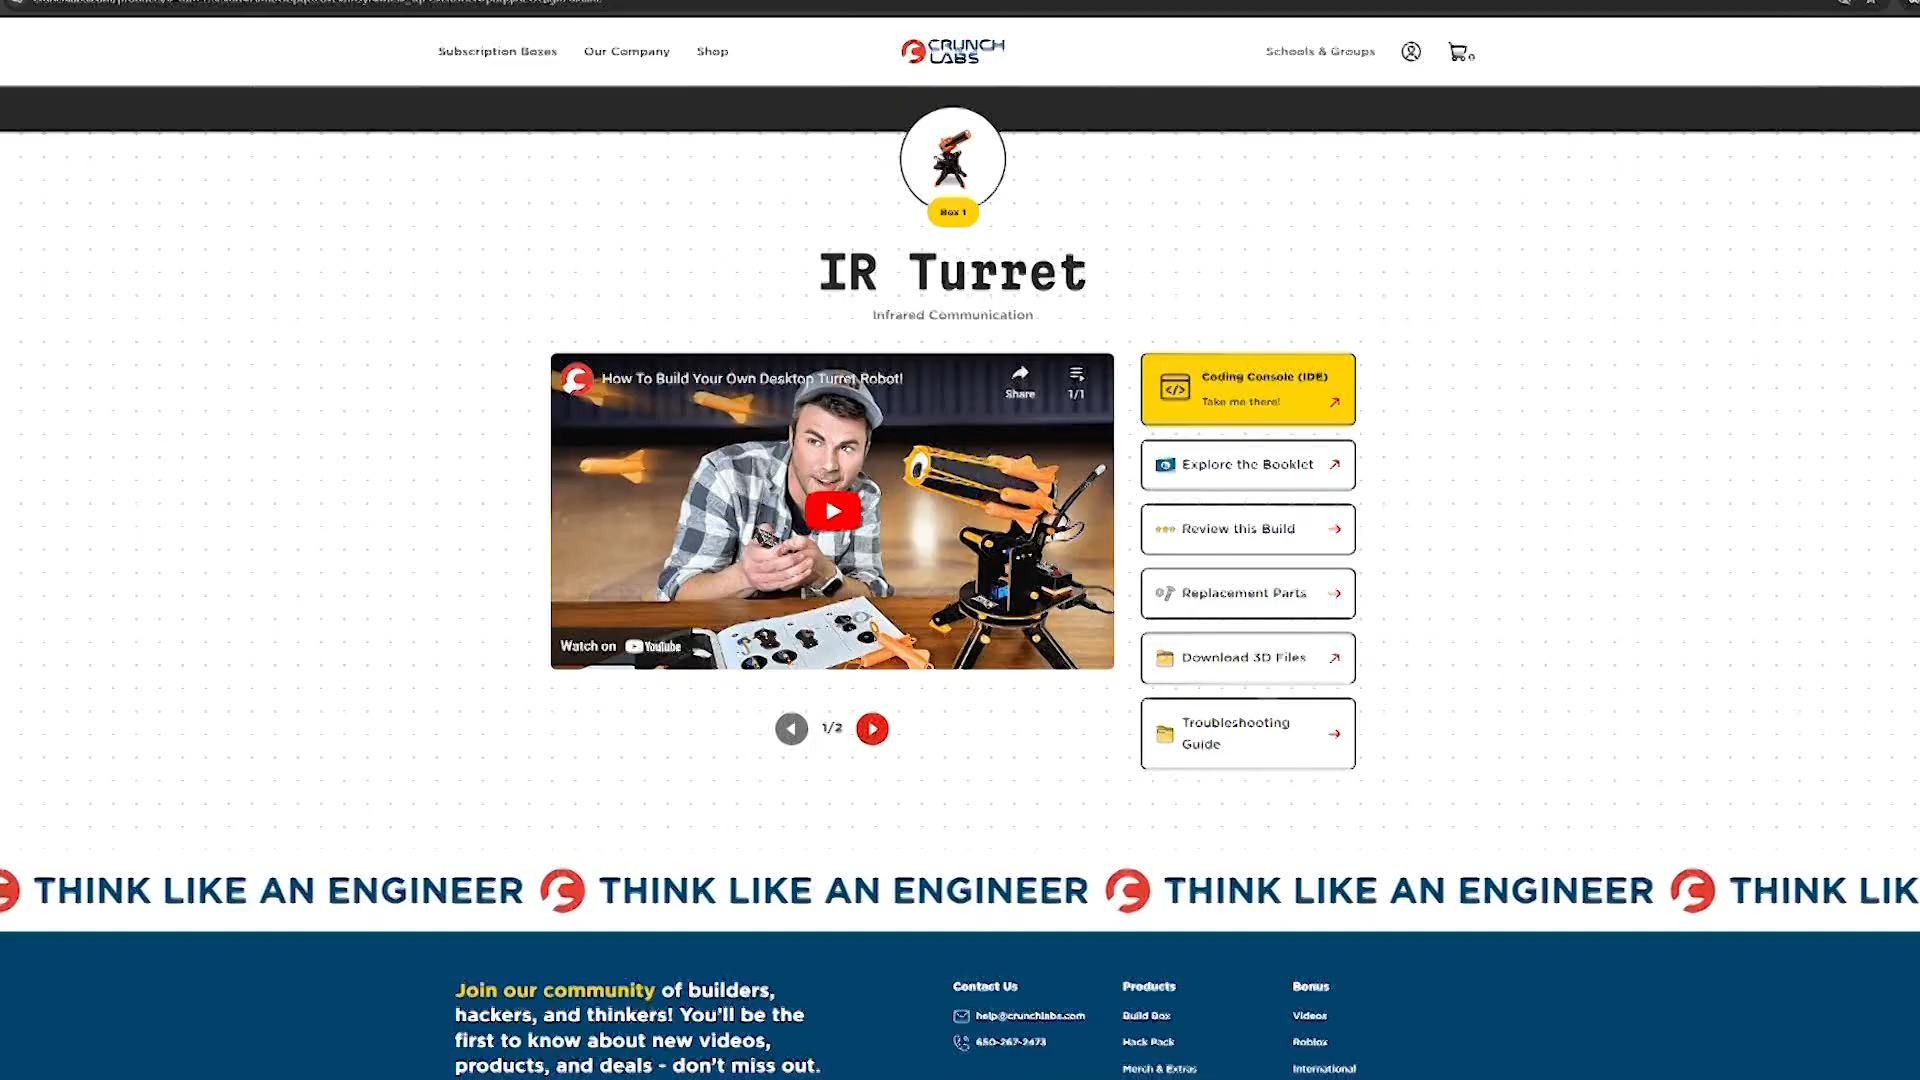 Subscription Boxes
Our Company
Shop
CRUNCH
LABS
Schools & Groups
0
Box 1
IR Turret
Infrared Communication
How To Build Your Own Desktop Turret Robot!
Share
1/1
Watch on YouTube
1/2
Coding Console (IDE)
Take me there!
Explore the Booklet
Review this Build
Replacement Parts
Download 3D Files
Troubleshooting
Guide
THINK LIKE AN ENGINEER THINK LIKE AN ENGINEER THINK LIKE AN ENGINEER THINK LIK
Join our community of builders,
hackers, and thinkers! You'll be the
first to know about new videos,
products, and deals - don't miss out.
Contact Us
help@crunchlabs.com
650-267-2473
Products
Build Box
Hack Pack
Merch & Extras
Bonus
Videos
Roblox
International